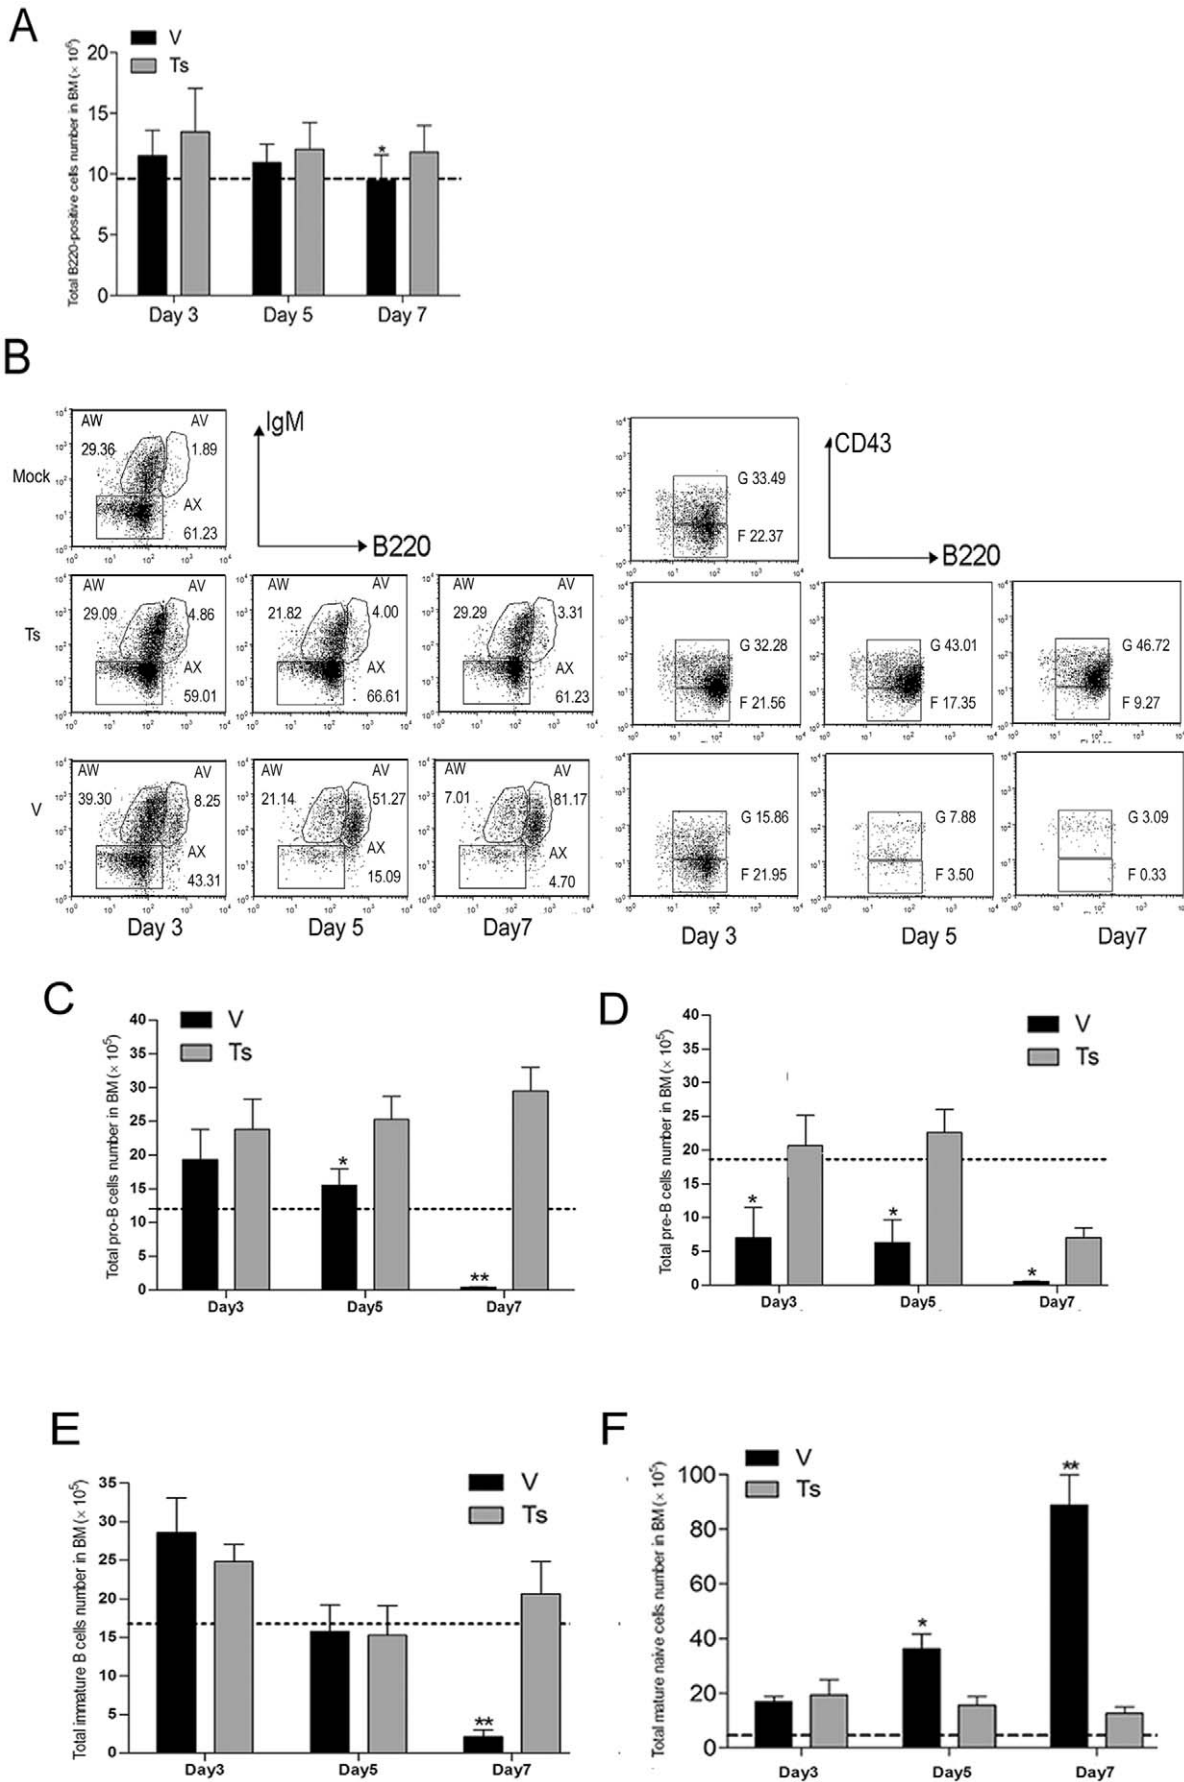 A
V
Ts
Total B220-positive cells number in BM (× 10⁶)
20
15
10
5
0
*
Day 3
Day 5
Day 7
B
Mock
AW
AV
29.36
1.89
AX
61.23
IgM
B220
G 33.49
F 22.37
CD43
B220
Ts
AW
AV
29.09
4.86
AX
59.01
AW
AV
21.82
4.00
AX
66.61
AW
AV
29.29
3.31
AX
61.23
G 32.28
F 21.56
G 43.01
F 17.35
G 46.72
F 9.27
V
AW
AV
39.30
8.25
AX
43.31
AW
AV
21.14
51.27
AX
15.09
AW
AV
7.01
81.17
AX
4.70
G 15.86
F 21.95
G 7.88
F 3.50
G 3.09
F 0.33
Day 3
Day 5
Day7
Day 3
Day 5
Day7
C
V
Ts
Total pro-B cells number in BM (× 10⁵)
40
35
30
25
20
15
10
5
0
*
**
Day3
Day5
Day7
D
V
Ts
Total pre-B cells number in BM (× 10⁵)
40
35
30
25
20
15
10
5
0
*
*
*
Day3
Day5
Day7
E
V
Ts
Total immature B cells number in BM (× 10⁵)
35
30
25
20
15
10
5
0
**
Day3
Day5
Day7
F
V
Ts
Total mature naive cells number in BM (× 10⁵)
100
80
60
40
20
0
*
**
Day3
Day5
Day7